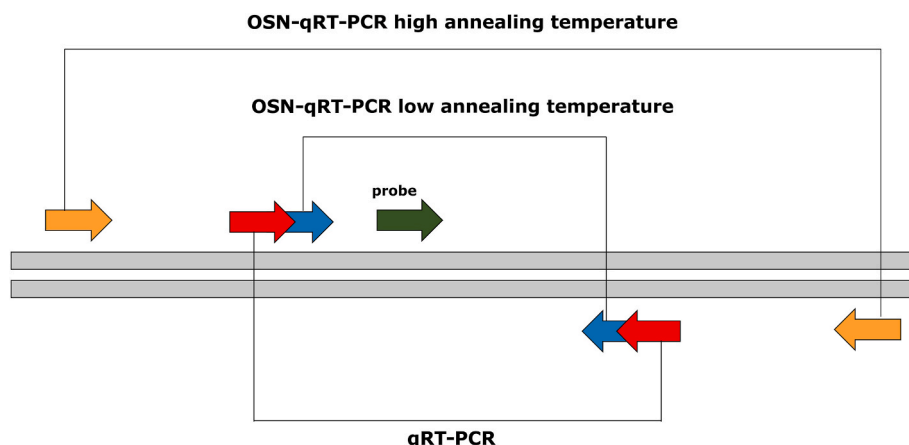 OSN-qRT-PCR high annealing temperature
OSN-qRT-PCR low annealing temperature
probe
qRT-PCR